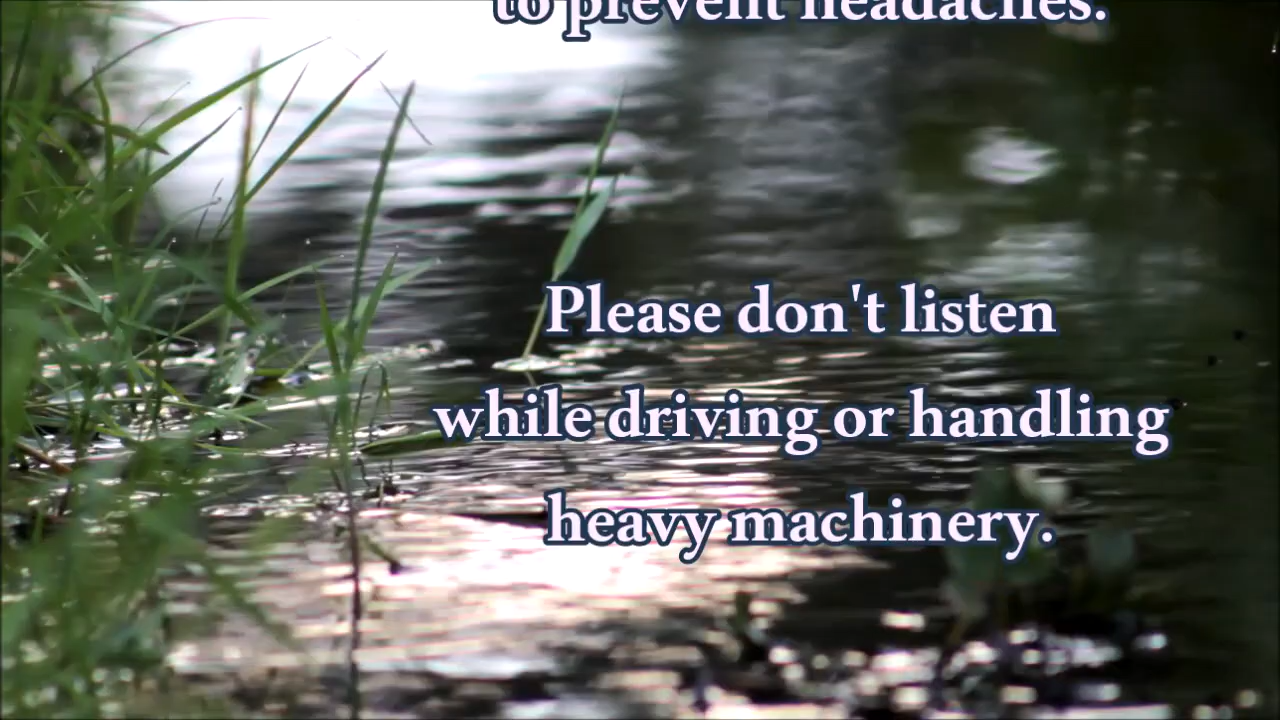 to prevent headaches.
Please don't listen
while driving or handling
heavy machinery.